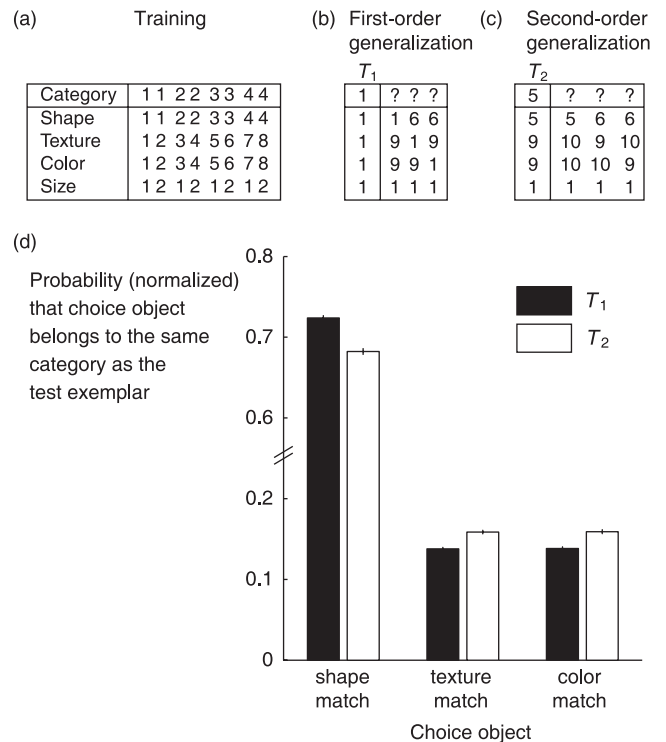 (a) Training
Category 1 1 2 2 3 3 4 4
Shape 1 1 2 2 3 3 4 4
Texture 1 2 3 4 5 6 7 8
Color 1 2 3 4 5 6 7 8
Size 1 2 1 2 1 2 1 2
(b) First-order
generalization
T1
1 ? ? ?
1 1 6 6
1 9 1 9
1 9 9 1
1 1 1 1
(c) Second-order
generalization
T2
5 ? ? ?
5 5 6 6
9 10 9 10
9 10 10 9
1 1 1 1
(d)
Probability (normalized)
that choice object
belongs to the same
category as the
test exemplar
0.8
0.7
0.6
0.2
0.1
0
T1
T2
shape
match
texture
match
color
match
Choice object